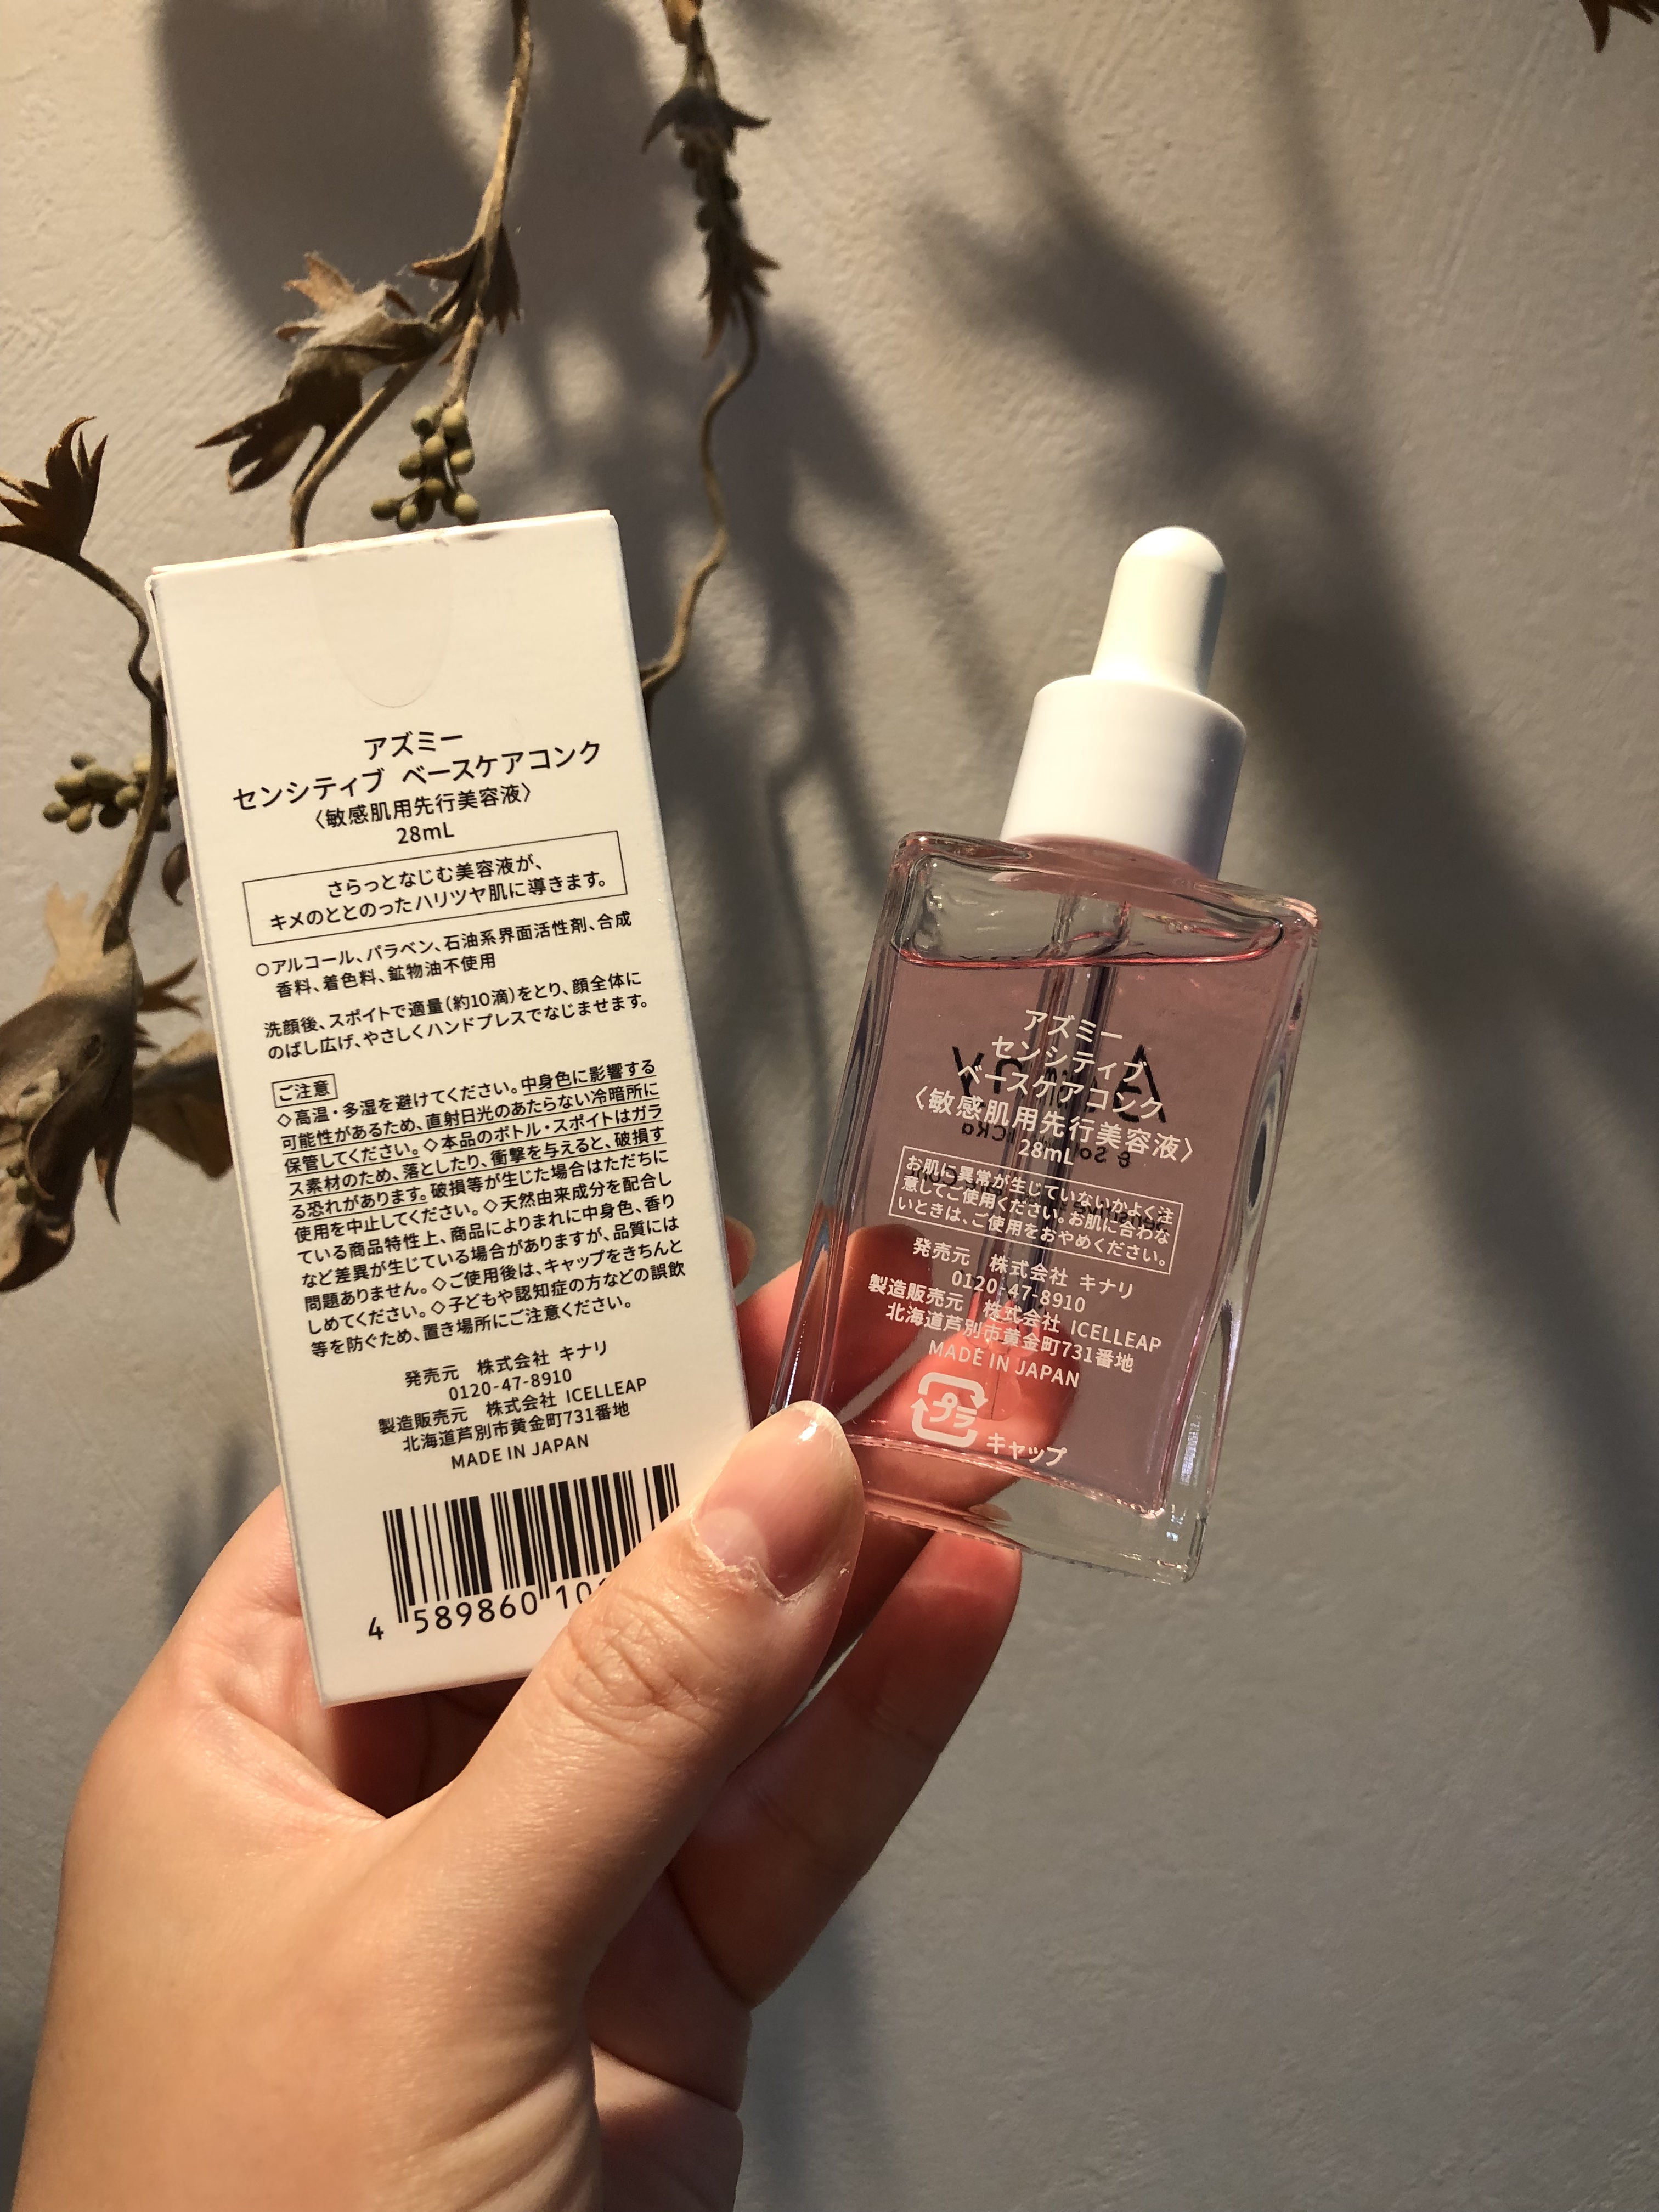 アズミー
センシティブ ベースケアコンク
〈敏感肌用先行美容液〉
28mL
さらっとなじむ美容液が、
キメのととのったハリツヤ肌に導きます。
○アルコール、パラベン、石油系界面活性剤、合成
香料、着色料、鉱物油不使用
洗顔後、スポイトで適量(約10滴)をとり、顔全体に
のばし広げ、やさしくハンドプレスでなじませます。
ご注意
◇高温・多湿を避けてください。中身色に影響する
可能性があるため、直射日光のあたらない冷暗所に
保管してください。◇本品のボトル・スポイトはガラ
ス素材のため、落としたり、衝撃を与えると、破損す
る恐れがあります。破損等が生じた場合はただちに
使用を中止してください。◇天然由来成分を配合し
ている商品特性上、商品によりまれに中身色、香り
など差異が生じている場合がありますが、品質には
問題ありません。◇ご使用後は、キャップをきちんと
しめてください。◇子どもや認知症の方などの誤飲
等を防ぐため、置き場所にご注意ください。
発売元 株式会社 キナリ
0120-47-8910
製造販売元 株式会社 ICELLEAP
北海道芦別市黄金町731番地
MADE IN JAPAN
4 589860 10
アズミー
センシティブ
ベースケアコンク
〈敏感肌用先行美容液〉
28mL
お肌に異常が生じていないかよく注
意してご使用ください。お肌に合わな
いときは、ご使用をおやめください。
発売元 株式会社 キナリ
0120-47-8910
製造販売元 株式会社 ICELLEAP
北海道芦別市黄金町731番地
MADE IN JAPAN
プラ
キャップ